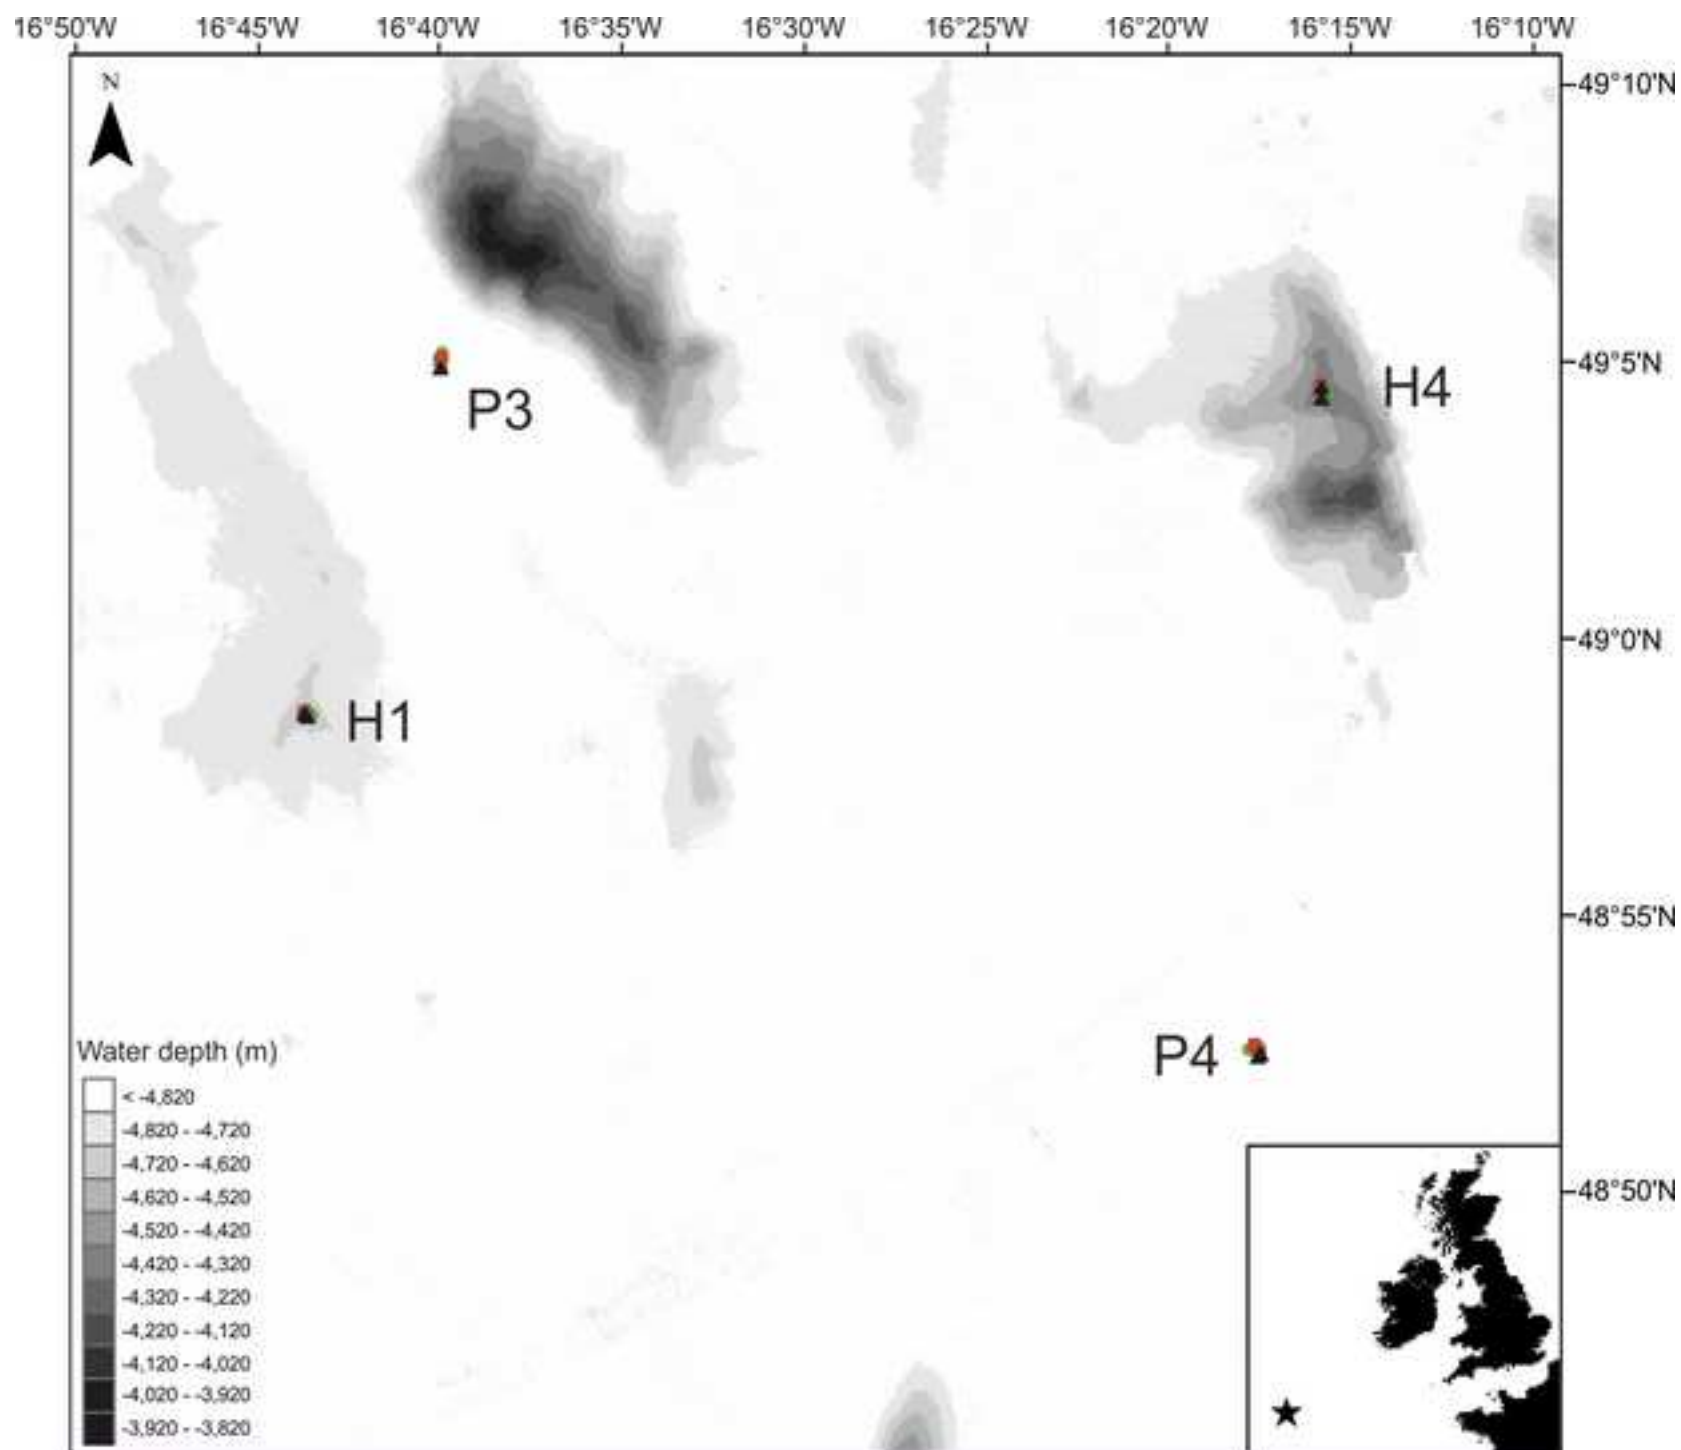 16°50'W 16°45'W 16°40'W 16°35'W 16°30'W 16°25'W 16°20'W 16°15'W 16°10'W
N
49°10'N
49°5'N
P3
H4
49°0'N
H1
48°55'N
P4
48°50'N
Water depth (m)
< -4,820
-4,820 - -4,720
-4,720 - -4,620
-4,620 - -4,520
-4,520 - -4,420
-4,420 - -4,320
-4,320 - -4,220
-4,220 - -4,120
-4,120 - -4,020
-4,020 - -3,920
-3,920 - -3,820